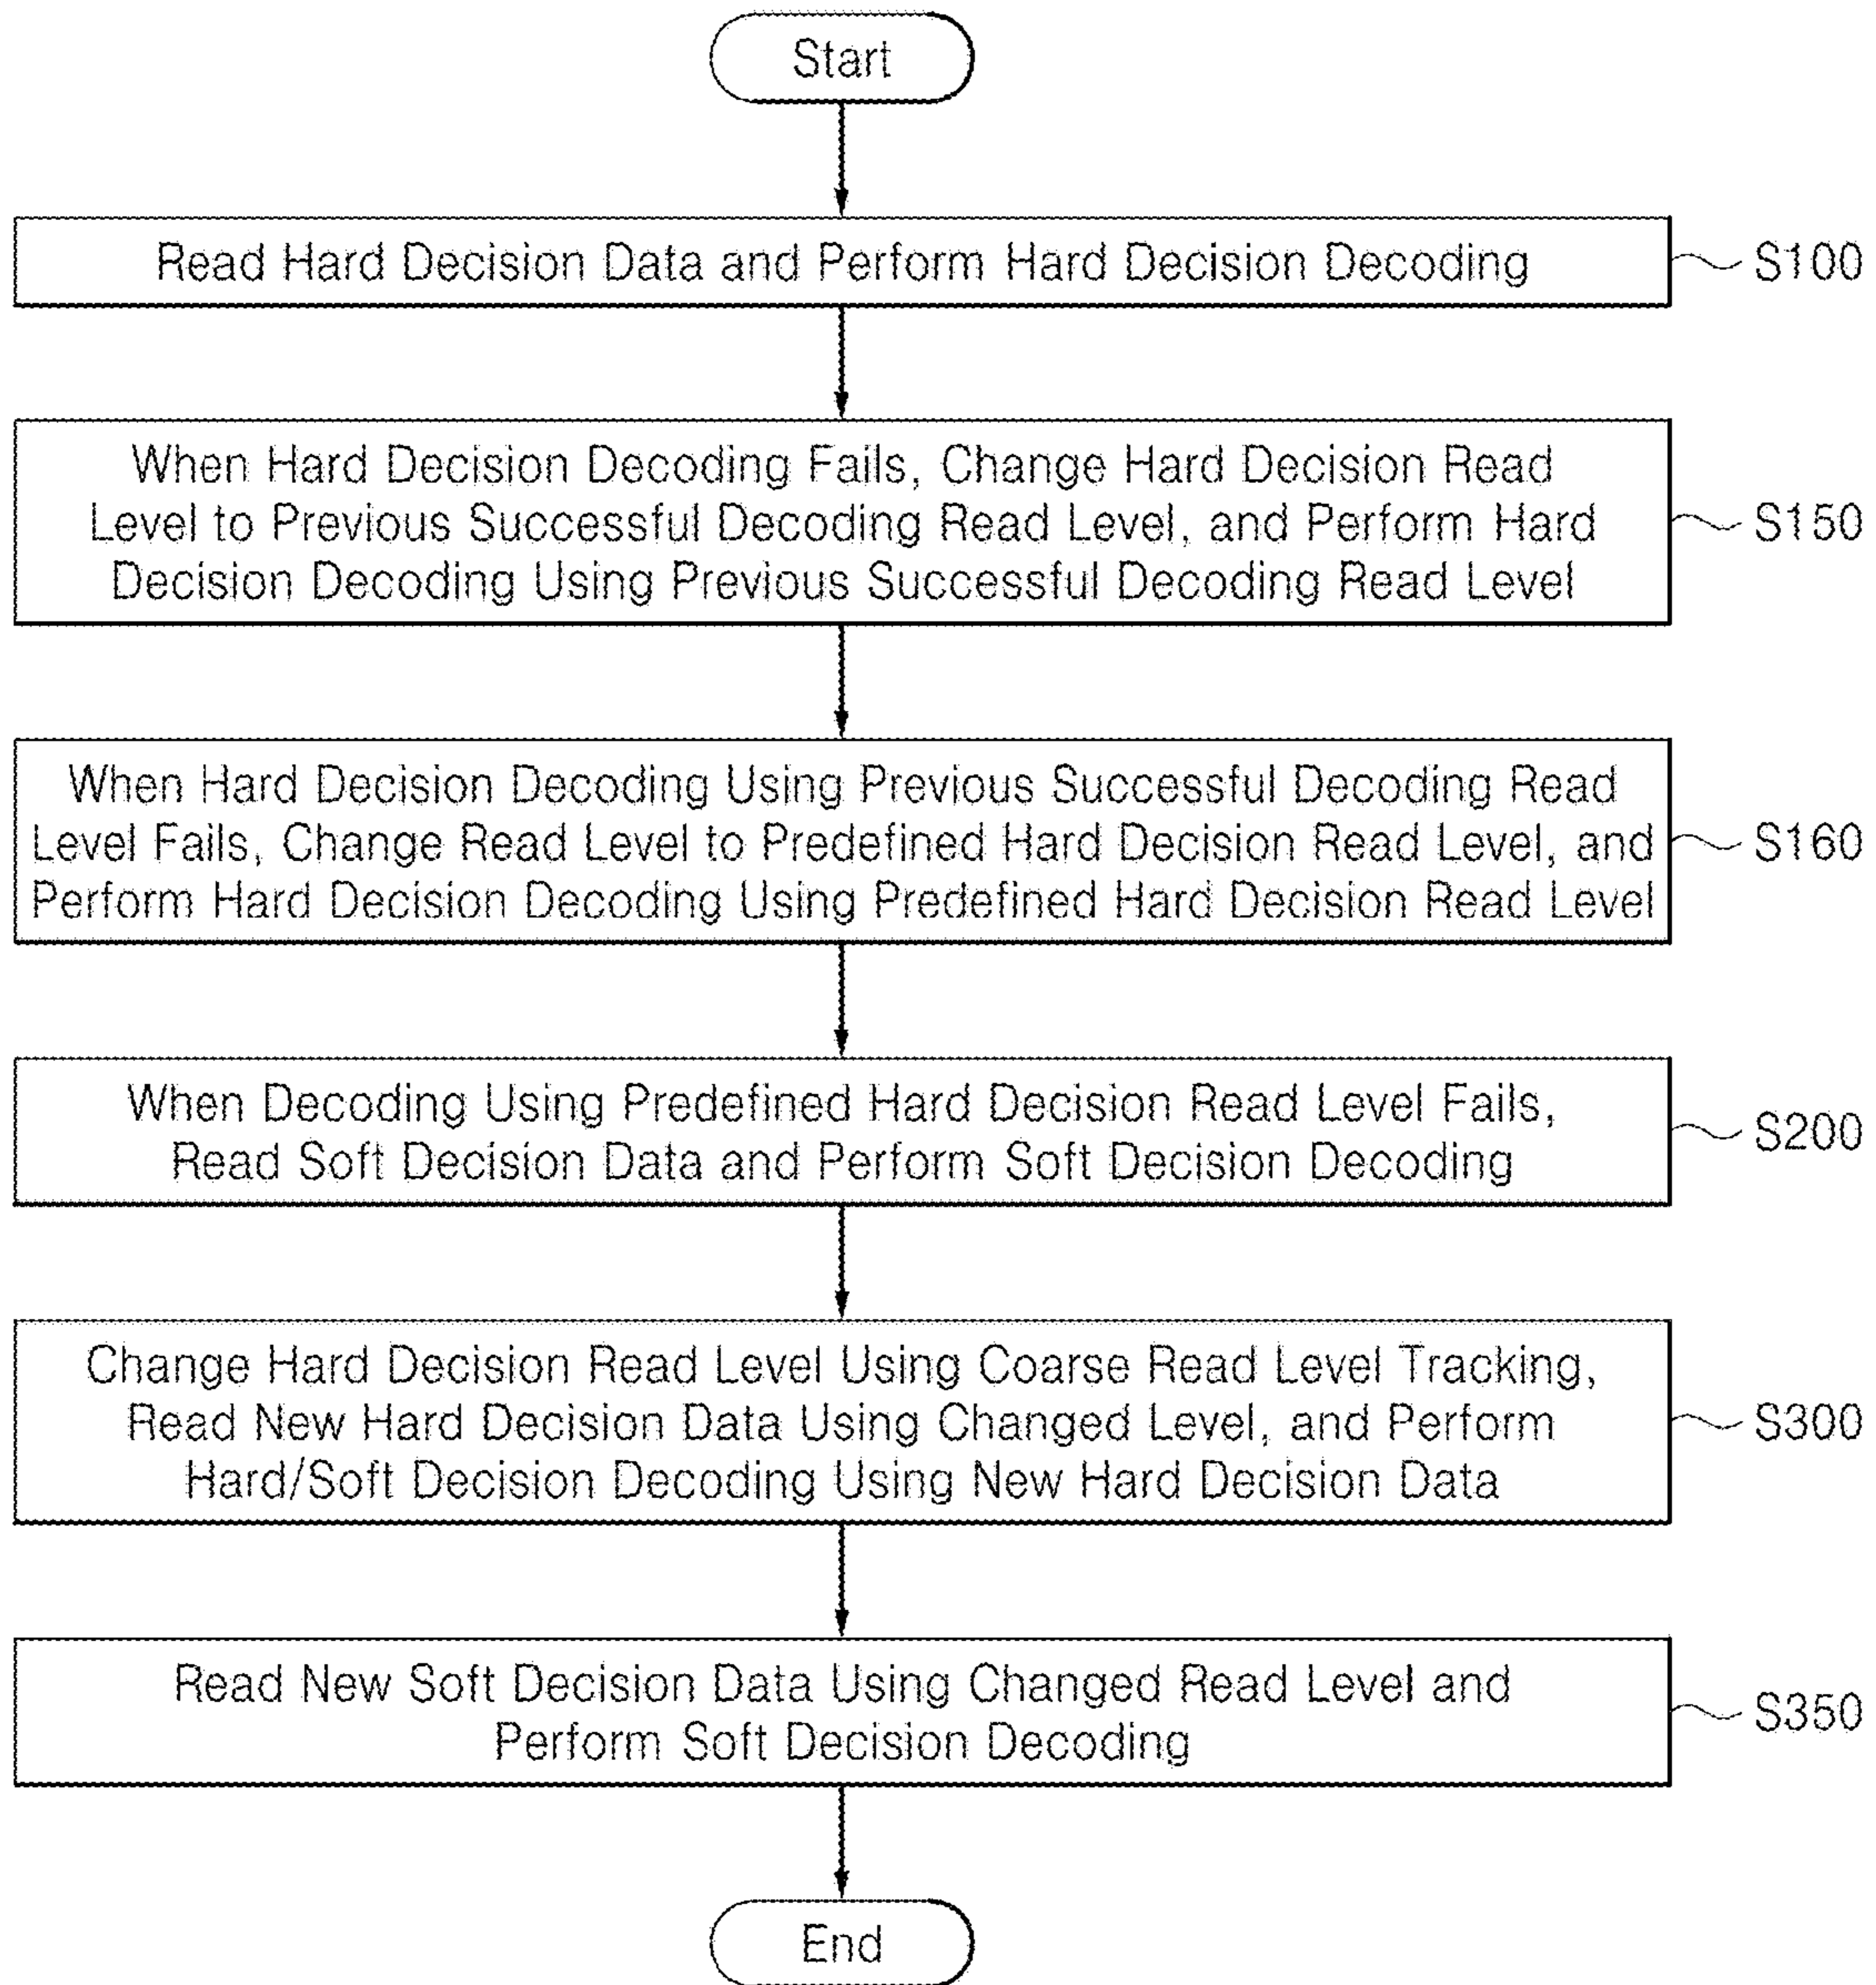 Start
Read Hard Decision Data and Perform Hard Decision Decoding
S100
When Hard Decision Decoding Fails, Change Hard Decision Read
Level to Previous Successful Decoding Read Level, and Perform Hard
Decision Decoding Using Previous Successful Decoding Read Level
S150
When Hard Decision Decoding Using Previous Successful Decoding Read
Level Fails, Change Read Level to Predefined Hard Decision Read Level, and
Perform Hard Decision Decoding Using Predefined Hard Decision Read Level
S160
When Decoding Using Predefined Hard Decision Read Level Fails,
Read Soft Decision Data and Perform Soft Decision Decoding
S200
Change Hard Decision Read Level Using Coarse Read Level Tracking,
Read New Hard Decision Data Using Changed Level, and Perform
Hard/Soft Decision Decoding Using New Hard Decision Data
S300
Read New Soft Decision Data Using Changed Read Level and
Perform Soft Decision Decoding
S350
End